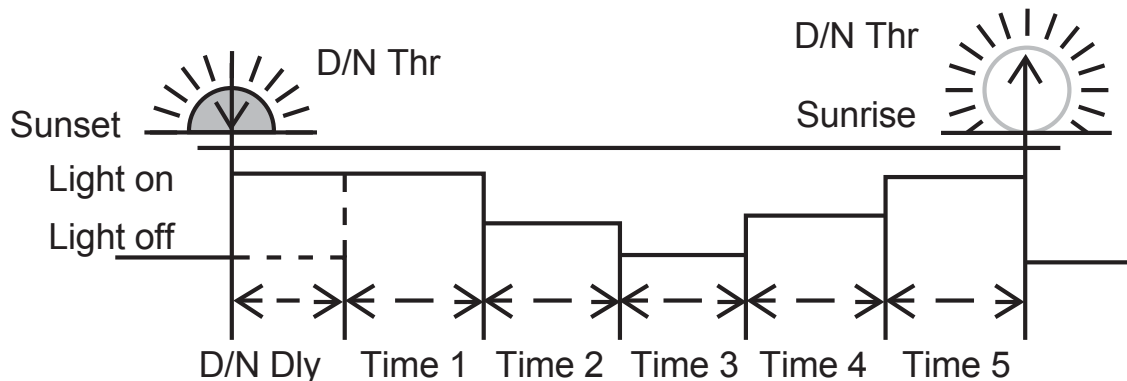 D/N Thr
D/N Thr
Sunset
Sunrise
Light on
Light off
D/N Dly Time 1 Time 2 Time 3 Time 4 Time 5